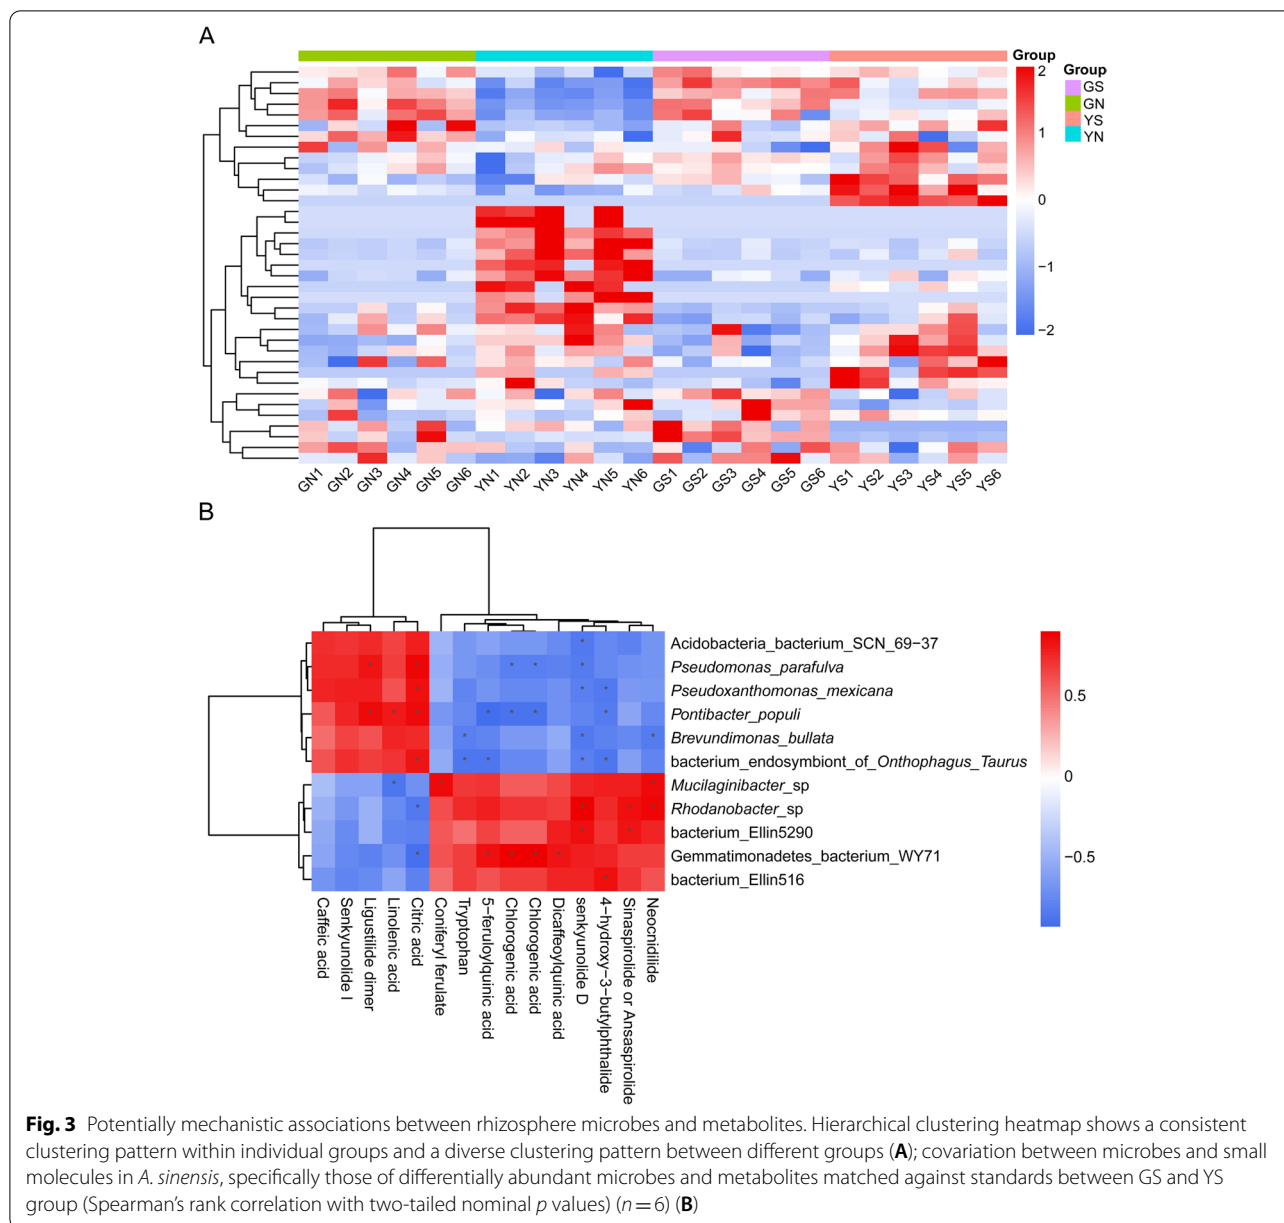 A
Group
2
1
0
−1
−2
Group
GS
GN
YS
YN
GN1 GN2 GN3 GN4 GN5 GN6 YN1 YN2 YN3 YN4 YN5 YN6 GS1 GS2 GS3 GS4 GS5 GS6 YS1 YS2 YS3 YS4 YS5 YS6
B
Acidobacteria_bacterium_SCN_69−37
Pseudomonas_parafulva
Pseudoxanthomonas_mexicana
Pontibacter_populi
Brevundimonas_bullata
bacterium_endosymbiont_of_Onthophagus_Taurus
Mucilaginibacter_sp
Rhodanobacter_sp
bacterium_Ellin5290
Gemmatimonadetes_bacterium_WY71
bacterium_Ellin516
0.5
0
−0.5
Caffeic acid
Senkyunolide I
Ligustilide dimer
Linolenic acid
Citric acid
Coniferyl ferulate
Tryptophan
5−feruloylquinic acid
Chlorogenic acid
Chlorogenic acid
Dicaffeoylquinic acid
senkyunolide D
4−hydroxy−3−butylphthalide
Sinaspirolide or Ansaspirolide
Neocnidilide
Fig. 3 Potentially mechanistic associations between rhizosphere microbes and metabolites. Hierarchical clustering heatmap shows a consistent
clustering pattern within individual groups and a diverse clustering pattern between different groups (A); covariation between microbes and small
molecules in A. sinensis, specifically those of differentially abundant microbes and metabolites matched against standards between GS and YS
group (Spearman's rank correlation with two-tailed nominal p values) (n = 6) (B)